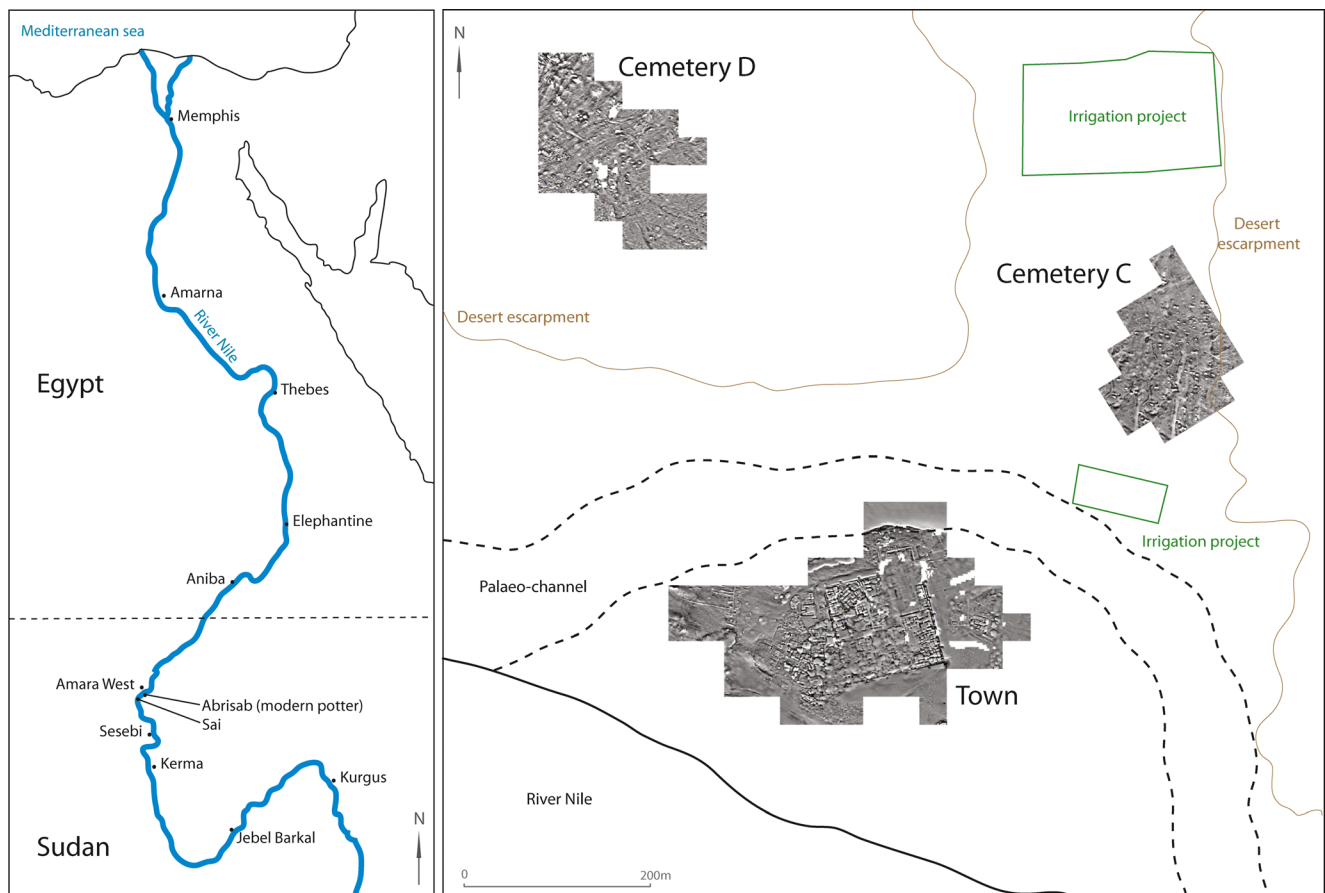 Mediterranean sea
Memphis
Amarna
River Nile
Egypt
Thebes
Elephantine
Aniba
Amara West
Abrisab (modern potter)
Sai
Sesebi
Kerma
Kurgus
Jebel Barkal
N
Sudan
N
Cemetery D
Irrigation project
Desert
escarpment
Cemetery C
Desert escarpment
Irrigation project
Palaeo-channel
Town
River Nile
0
200m